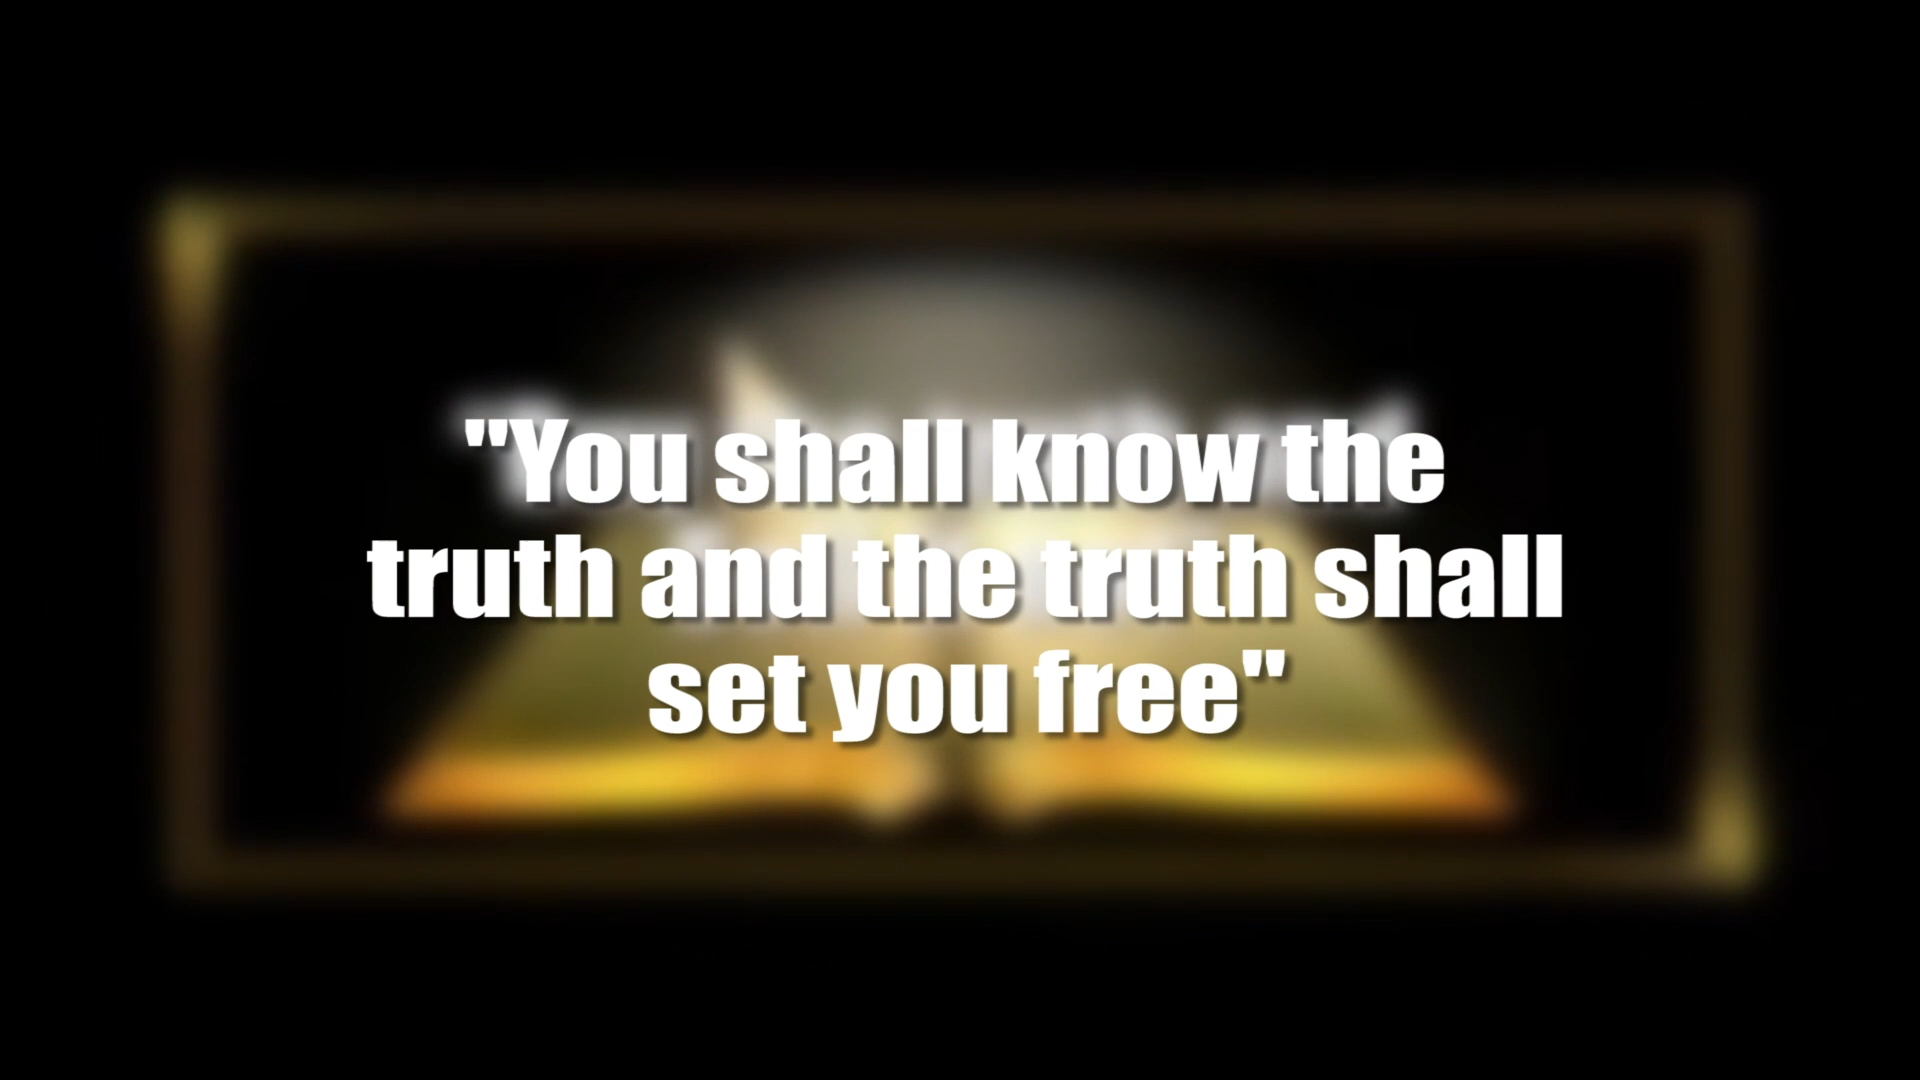 "You shall know the
truth and the truth shall
set you free"